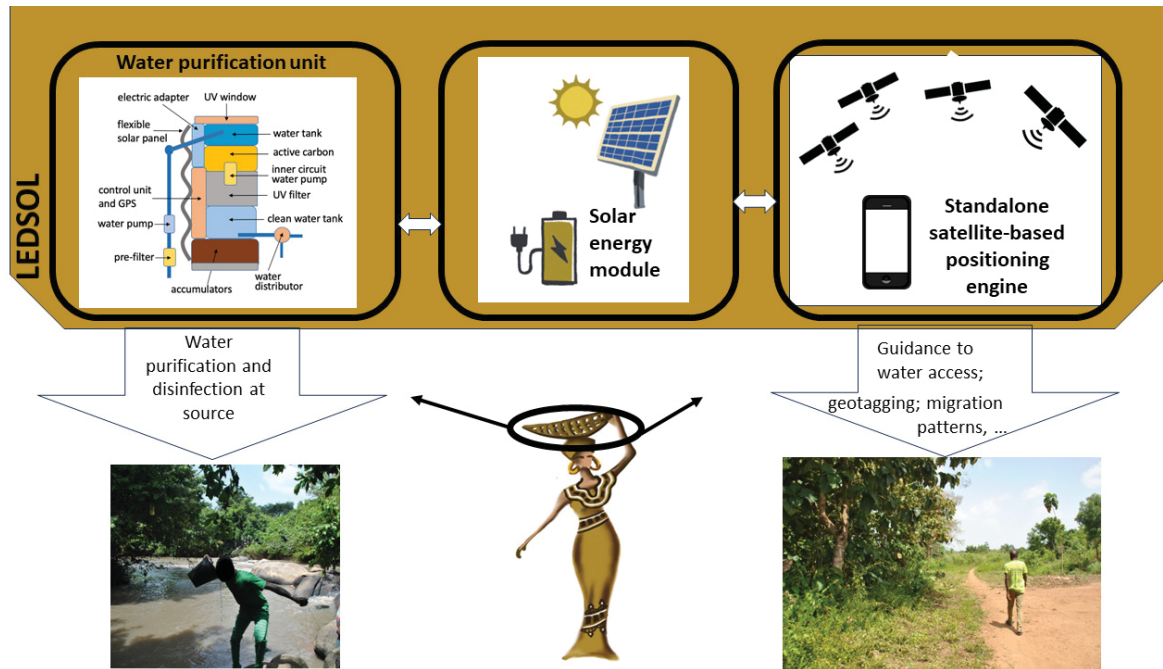 LEDSOL
Water purification unit
electric adapter
UV window
flexible
solar panel
water tank
active carbon
inner circuit
water pump
control unit
and GPS
UV filter
clean water tank
water pump
pre-filter
accumulators
water
distributor
Solar
energy
module
Standalone
satellite-based
positioning
engine
Water
purification and
disinfection at
source
Guidance to
water access;
geotagging; migration
patterns, ...